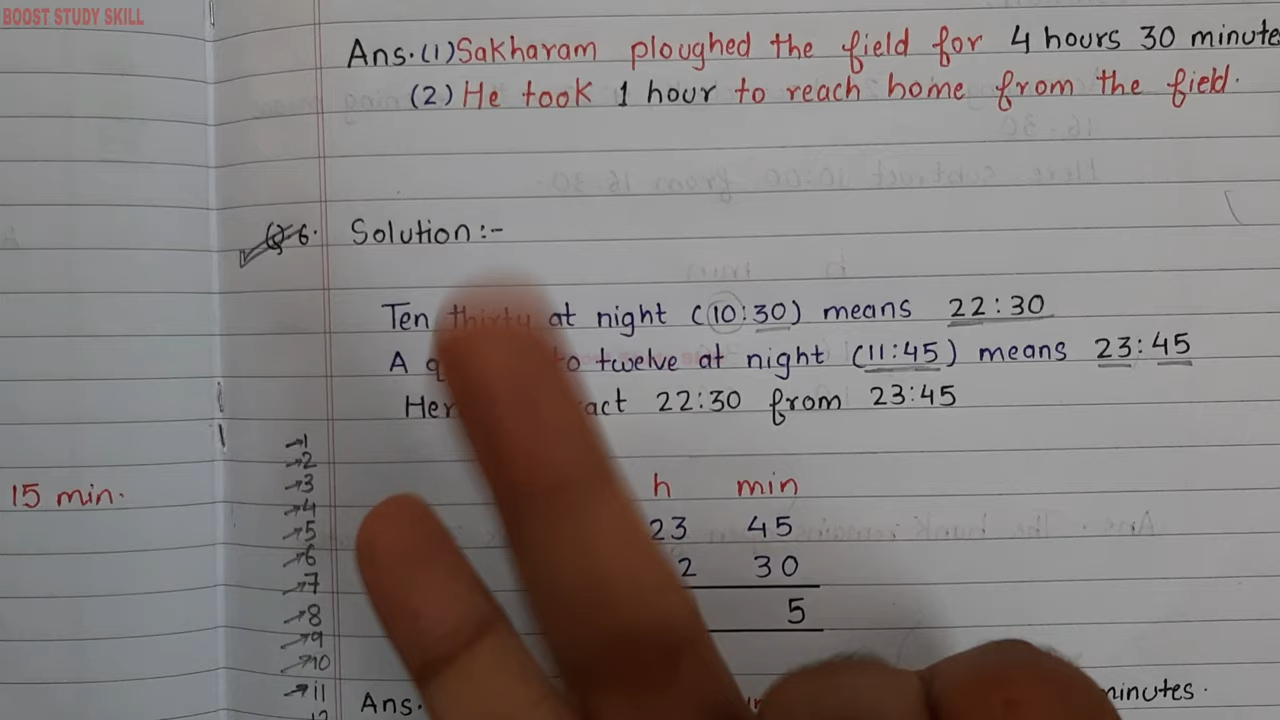 BOOST STUDY SKILL
Ans. (1) Sakharam ploughed the field for 4 hours 30 minute
(2) He took 1 hour to reach home from the field.
Q6. Solution :-
Ten thirty at night (10:30) means 22:30
A to twelve at night (11:45) means 23:45
22:30 from 23:45
→1
→2
→3
→4
→5
→6
→7
→8
→9
→10
→11
15 min.
h min
23 45
2 30
5
Ans. minutes.